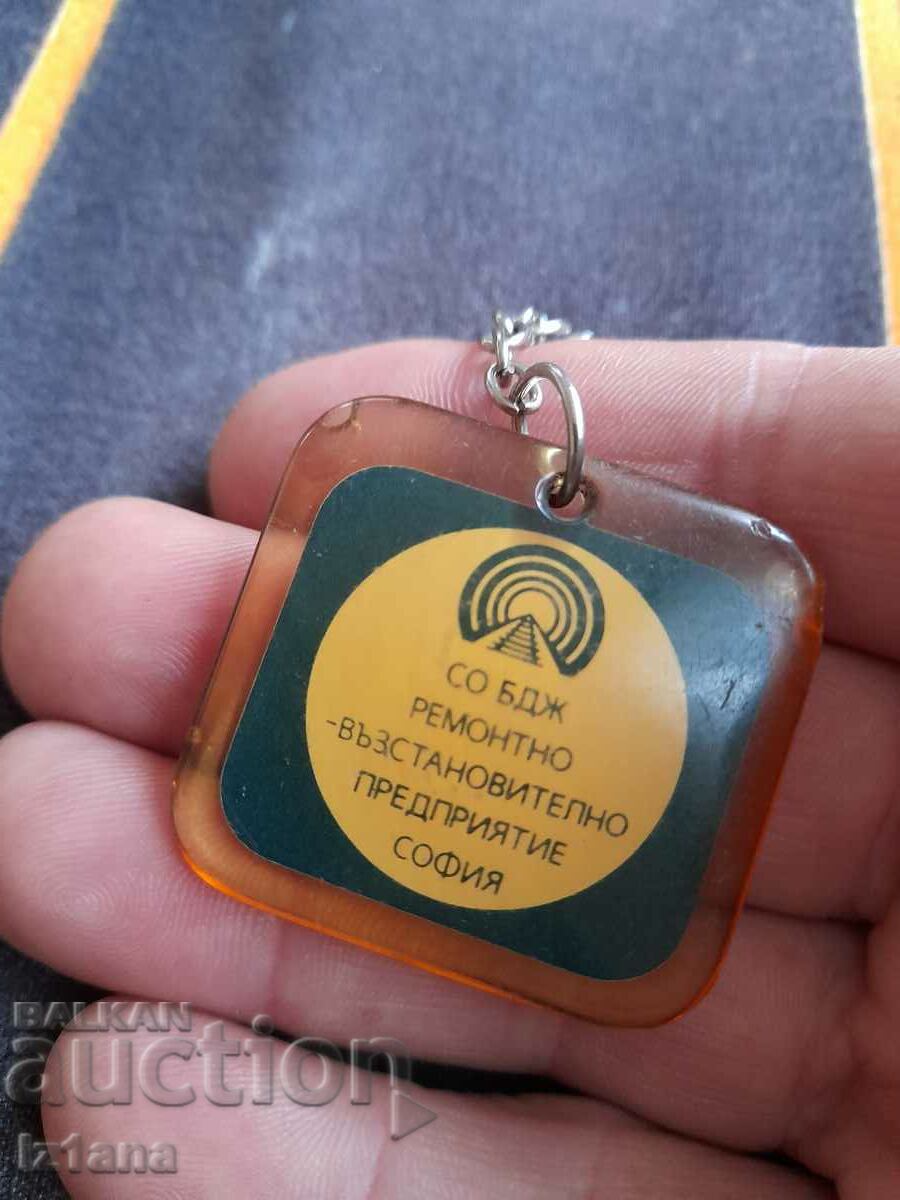 СО БДЖ
РЕМОНТНО
-ВЪЗСТАНОВИТЕЛНО
ПРЕДПРИЯТИЕ
СОФИЯ
BALKAN
auction
iz1ana